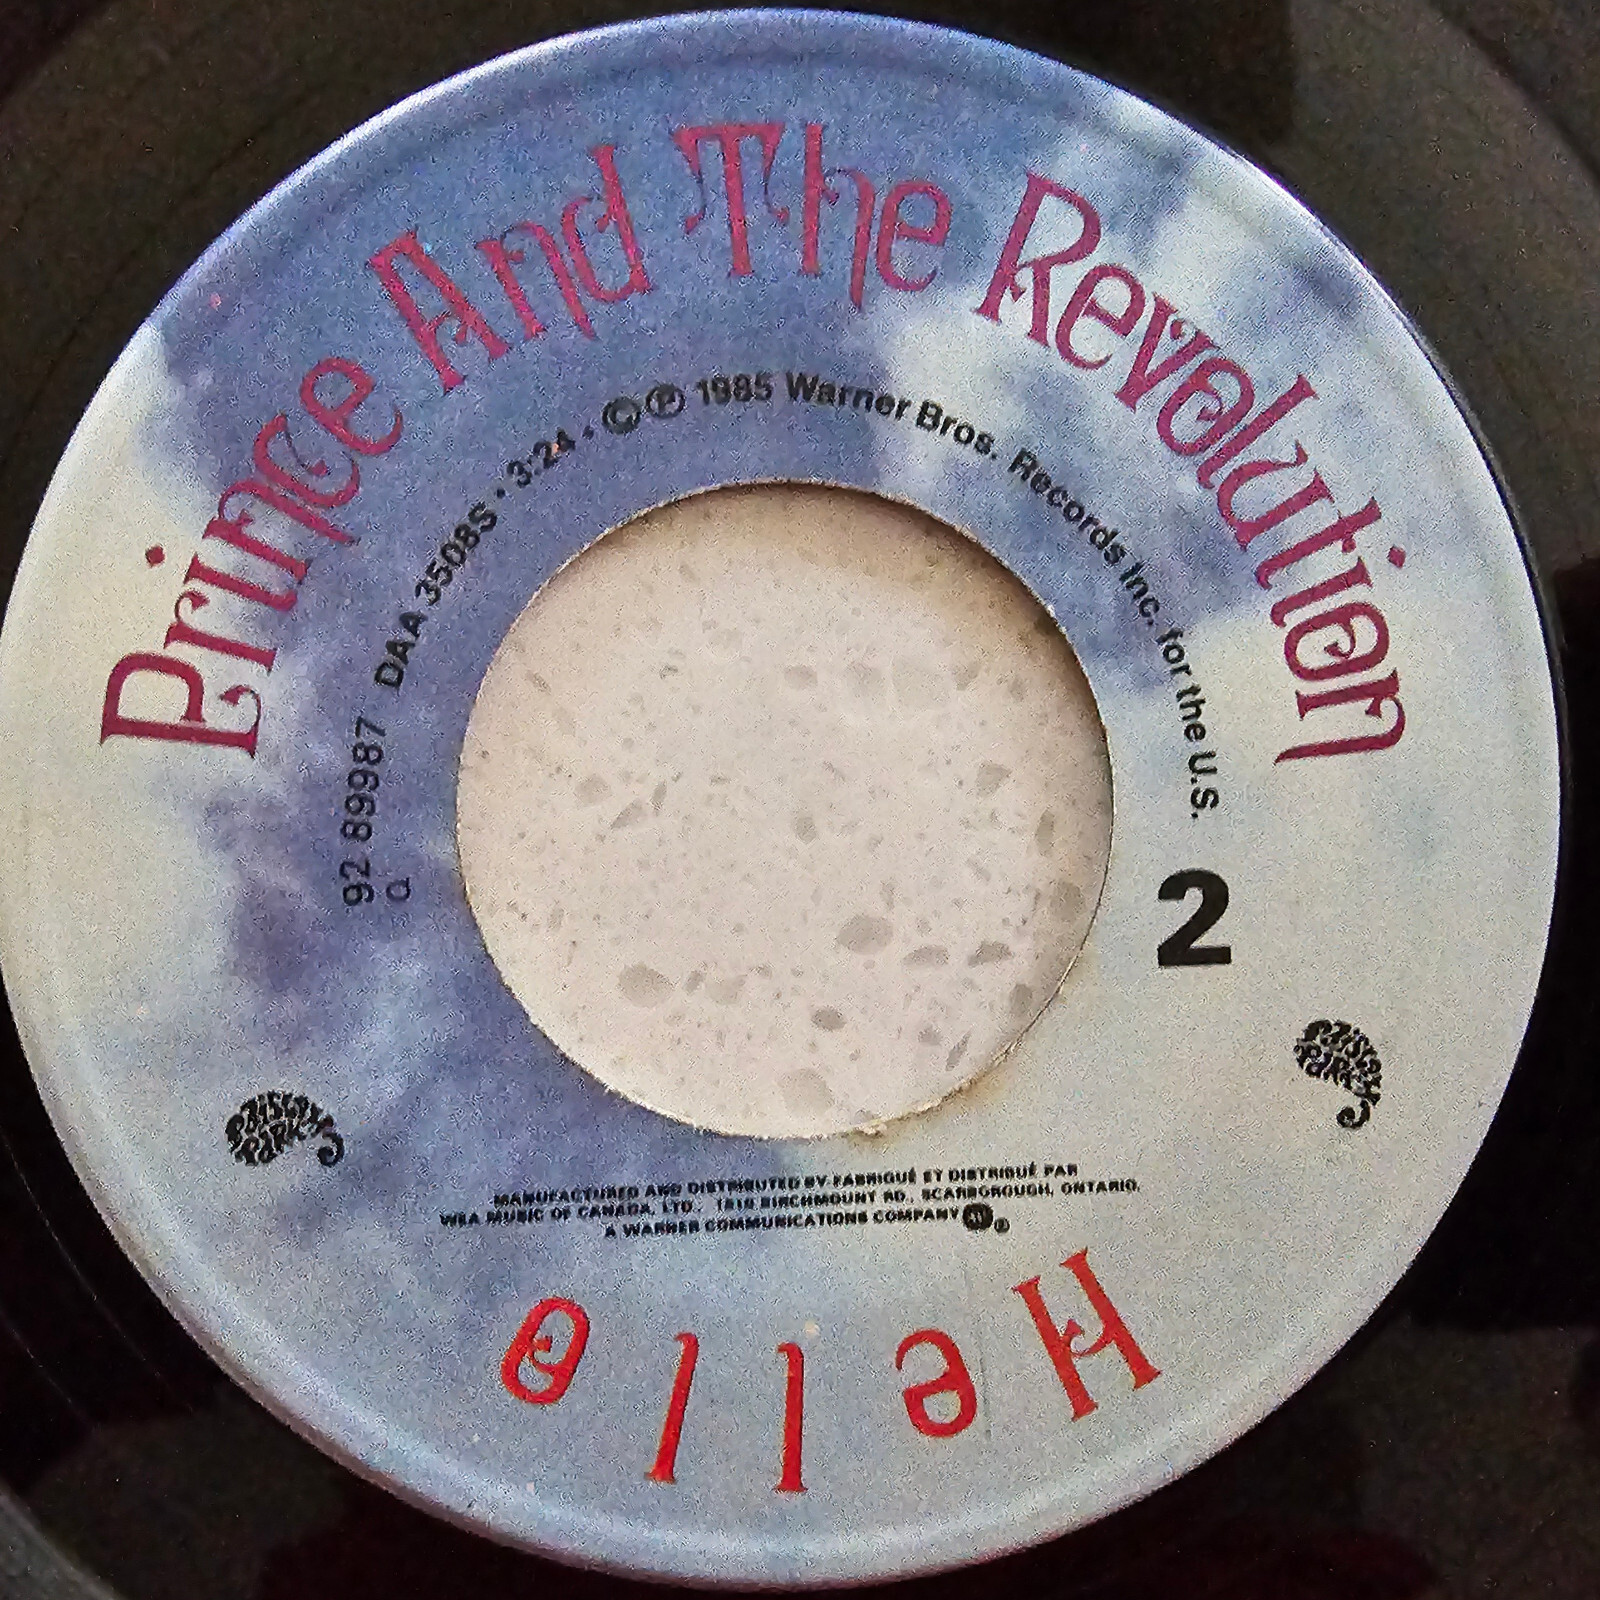 Prince And The Revolution
92 89987 DAA 35085S • 3:24 • © ℗ 1985 Warner Bros. Records Inc. for the U.S.
Q
2
PAISLEY PARK
PAISLEY PARK
MANUFACTURED AND DISTRIBUTED BY FABRIQUÉ ET DISTRIBUÉ PAR
WEA MUSIC OF CANADA, LTD., 1810 BIRCHMOUNT RD., SCARBOROUGH, ONTARIO,
A WARNER COMMUNICATIONS COMPANY ®
Hello